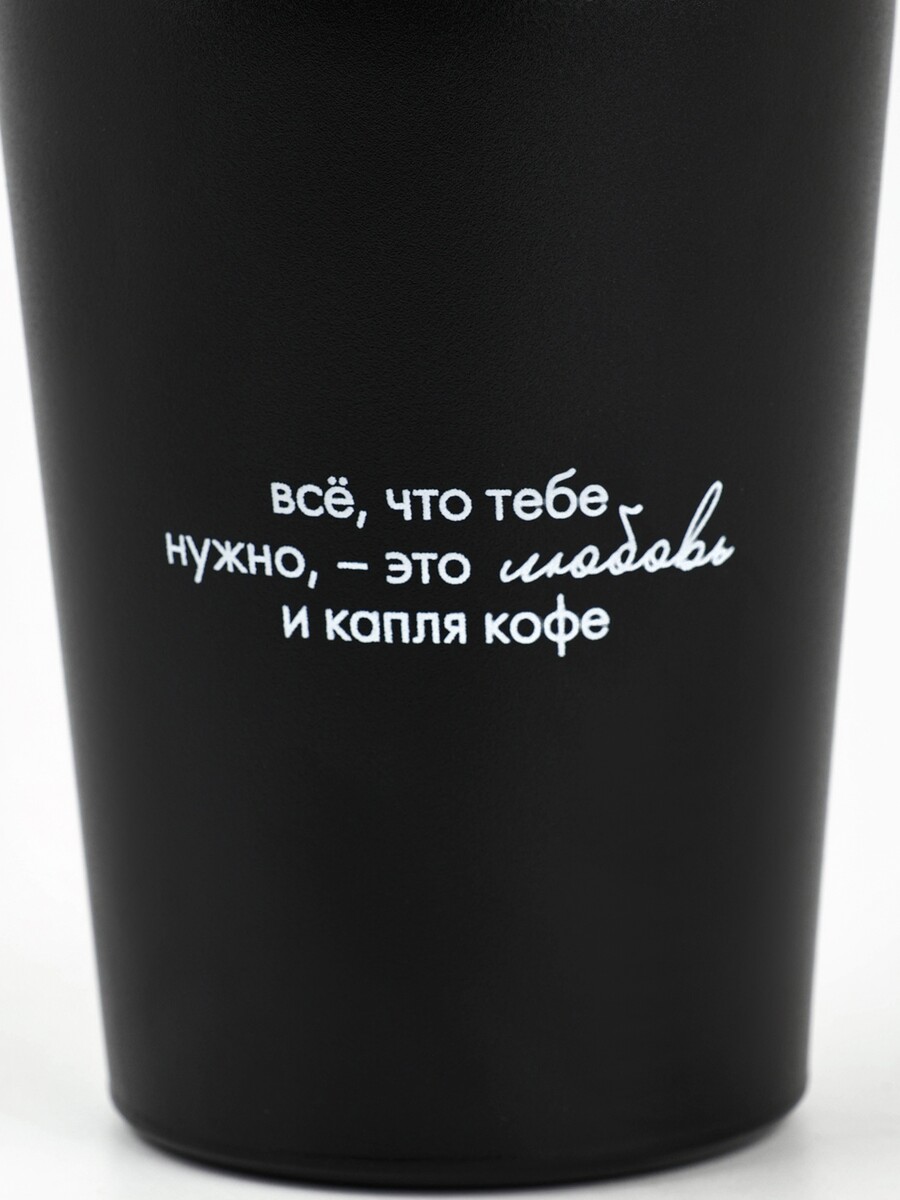 всё, что тебе
нужно, – это любовь
и капля кофе